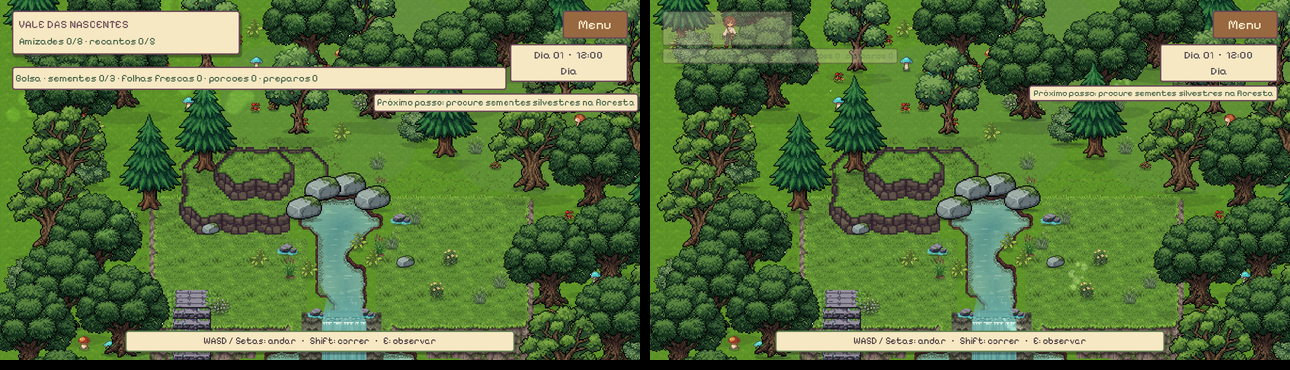 VALE DAS NASCENTES
Amizades 0/8 · recantos 0/5
Menu
Dia 01 · 12:00
Dia
Bolsa · sementes 0/3 · Folhas frescas 0 · porcoes 0 · preparos 0
Próximo passo: procure sementes silvestres na floresta
WASD / Setas: andar · Shift: correr · E: observar
Menu
Dia 01 · 12:00
Dia
Próximo passo: procure sementes silvestres na floresta
WASD / Setas: andar · Shift: correr · E: observar